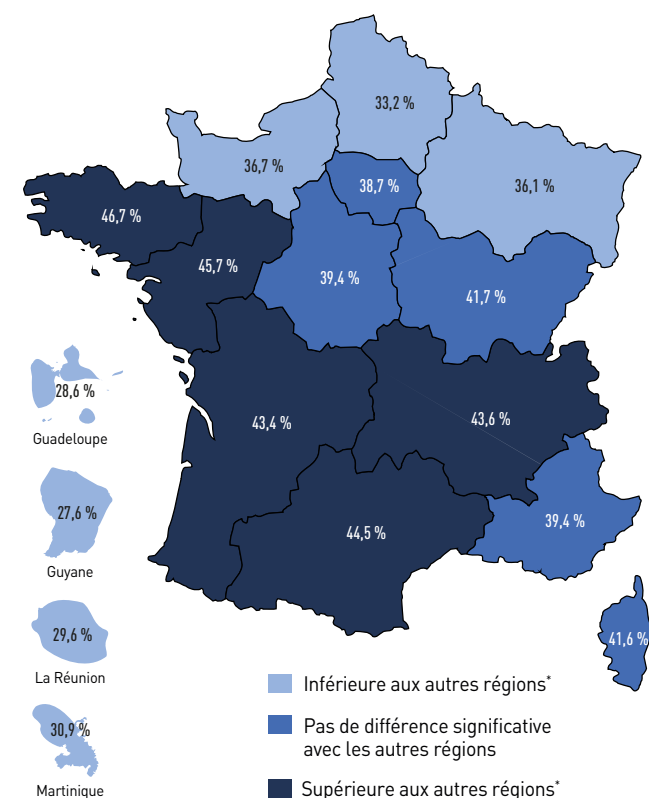 33,2 %
36,7 %
36,1 %
38,7 %
46,7 %
45,7 %
39,4 %
41,7 %
28,6 %
Guadeloupe
43,4 %
43,6 %
27,6 %
Guyane
44,5 %
39,4 %
29,6 %
La Réunion
41,6 %
30,9 %
Martinique
Inférieure aux autres régions*
Pas de différence significative
avec les autres régions
Supérieure aux autres régions*